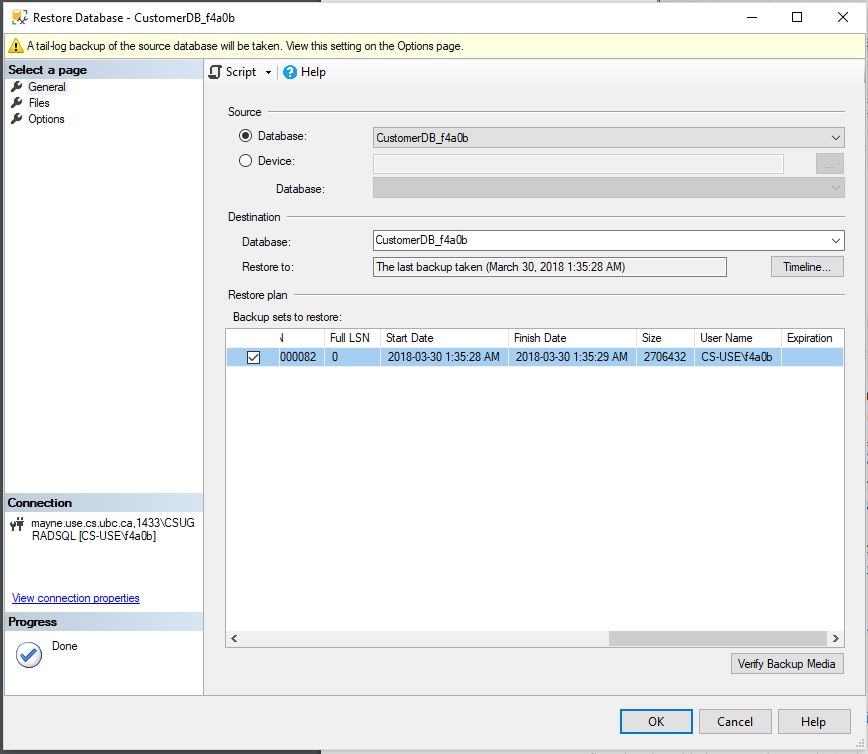 Restore Database - CustomerDB_f4a0b
A tail-log backup of the source database will be taken. View this setting on the Options page.
Select a page
General
Files
Options
Script
Help
Source
Database:
CustomerDB_f4a0b
Device:
...
Database:
Destination
Database:
CustomerDB_f4a0b
Restore to:
The last backup taken (March 30, 2018 1:35:28 AM)
Timeline...
Restore plan
Backup sets to restore:
Full LSN Start Date Finish Date Size User Name Expiration
000082 0 2018-03-30 1:35:28 AM 2018-03-30 1:35:29 AM 2706432 CS-USE\f4a0b
Connection
mayne.use.cs.ubc.ca,1433\CSUG
RADSQL [CS-USE\f4a0b]
View connection properties
Progress
Done
Verify Backup Media
OK
Cancel
Help